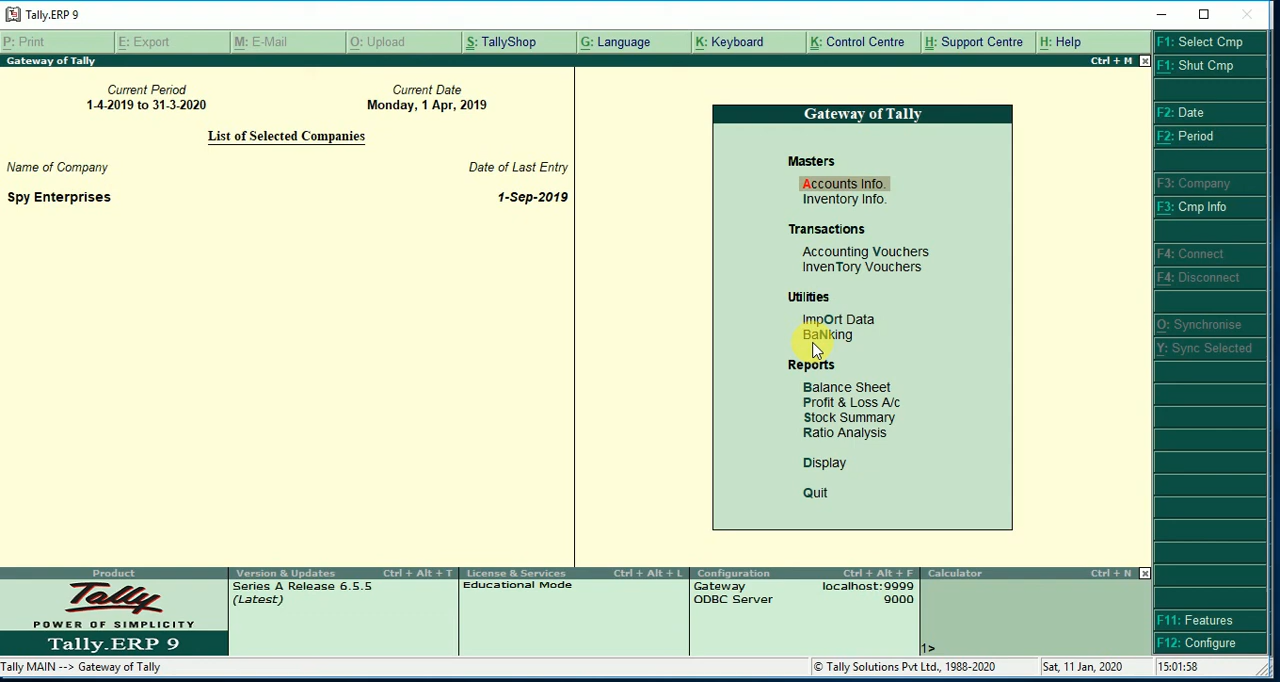 Tally.ERP 9
P: Print
E: Export
M: E-Mail
O: Upload
S: TallyShop
G: Language
K: Keyboard
K: Control Centre
H: Support Centre
H: Help
Gateway of Tally
Ctrl + M
Current Period
1-4-2019 to 31-3-2020
Current Date
Monday, 1 Apr, 2019
List of Selected Companies
Name of Company
Date of Last Entry
Spy Enterprises
1-Sep-2019
Gateway of Tally
Masters
Accounts Info.
Inventory Info.
Transactions
Accounting Vouchers
InvenTory Vouchers
Utilities
ImpOrt Data
BaNking
Reports
Balance Sheet
Profit & Loss A/c
Stock Summary
Ratio Analysis
Display
Quit
F1: Select Cmp
F1: Shut Cmp
F2: Date
F2: Period
F3: Company
F3: Cmp Info
F4: Connect
F4: Disconnect
O: Synchronise
Y: Sync Selected
F11: Features
F12: Configure
Product
Tally
POWER OF SIMPLICITY
Tally.ERP 9
Version & Updates
Ctrl + Alt + T
Series A Release 6.5.5
(Latest)
License & Services
Ctrl + Alt + L
Educational Mode
Configuration
Ctrl + Alt + F
Gateway localhost:9999
ODBC Server 9000
Calculator
Ctrl + N
1>
Tally MAIN --> Gateway of Tally
© Tally Solutions Pvt Ltd., 1988-2020
Sat, 11 Jan, 2020
15:01:58